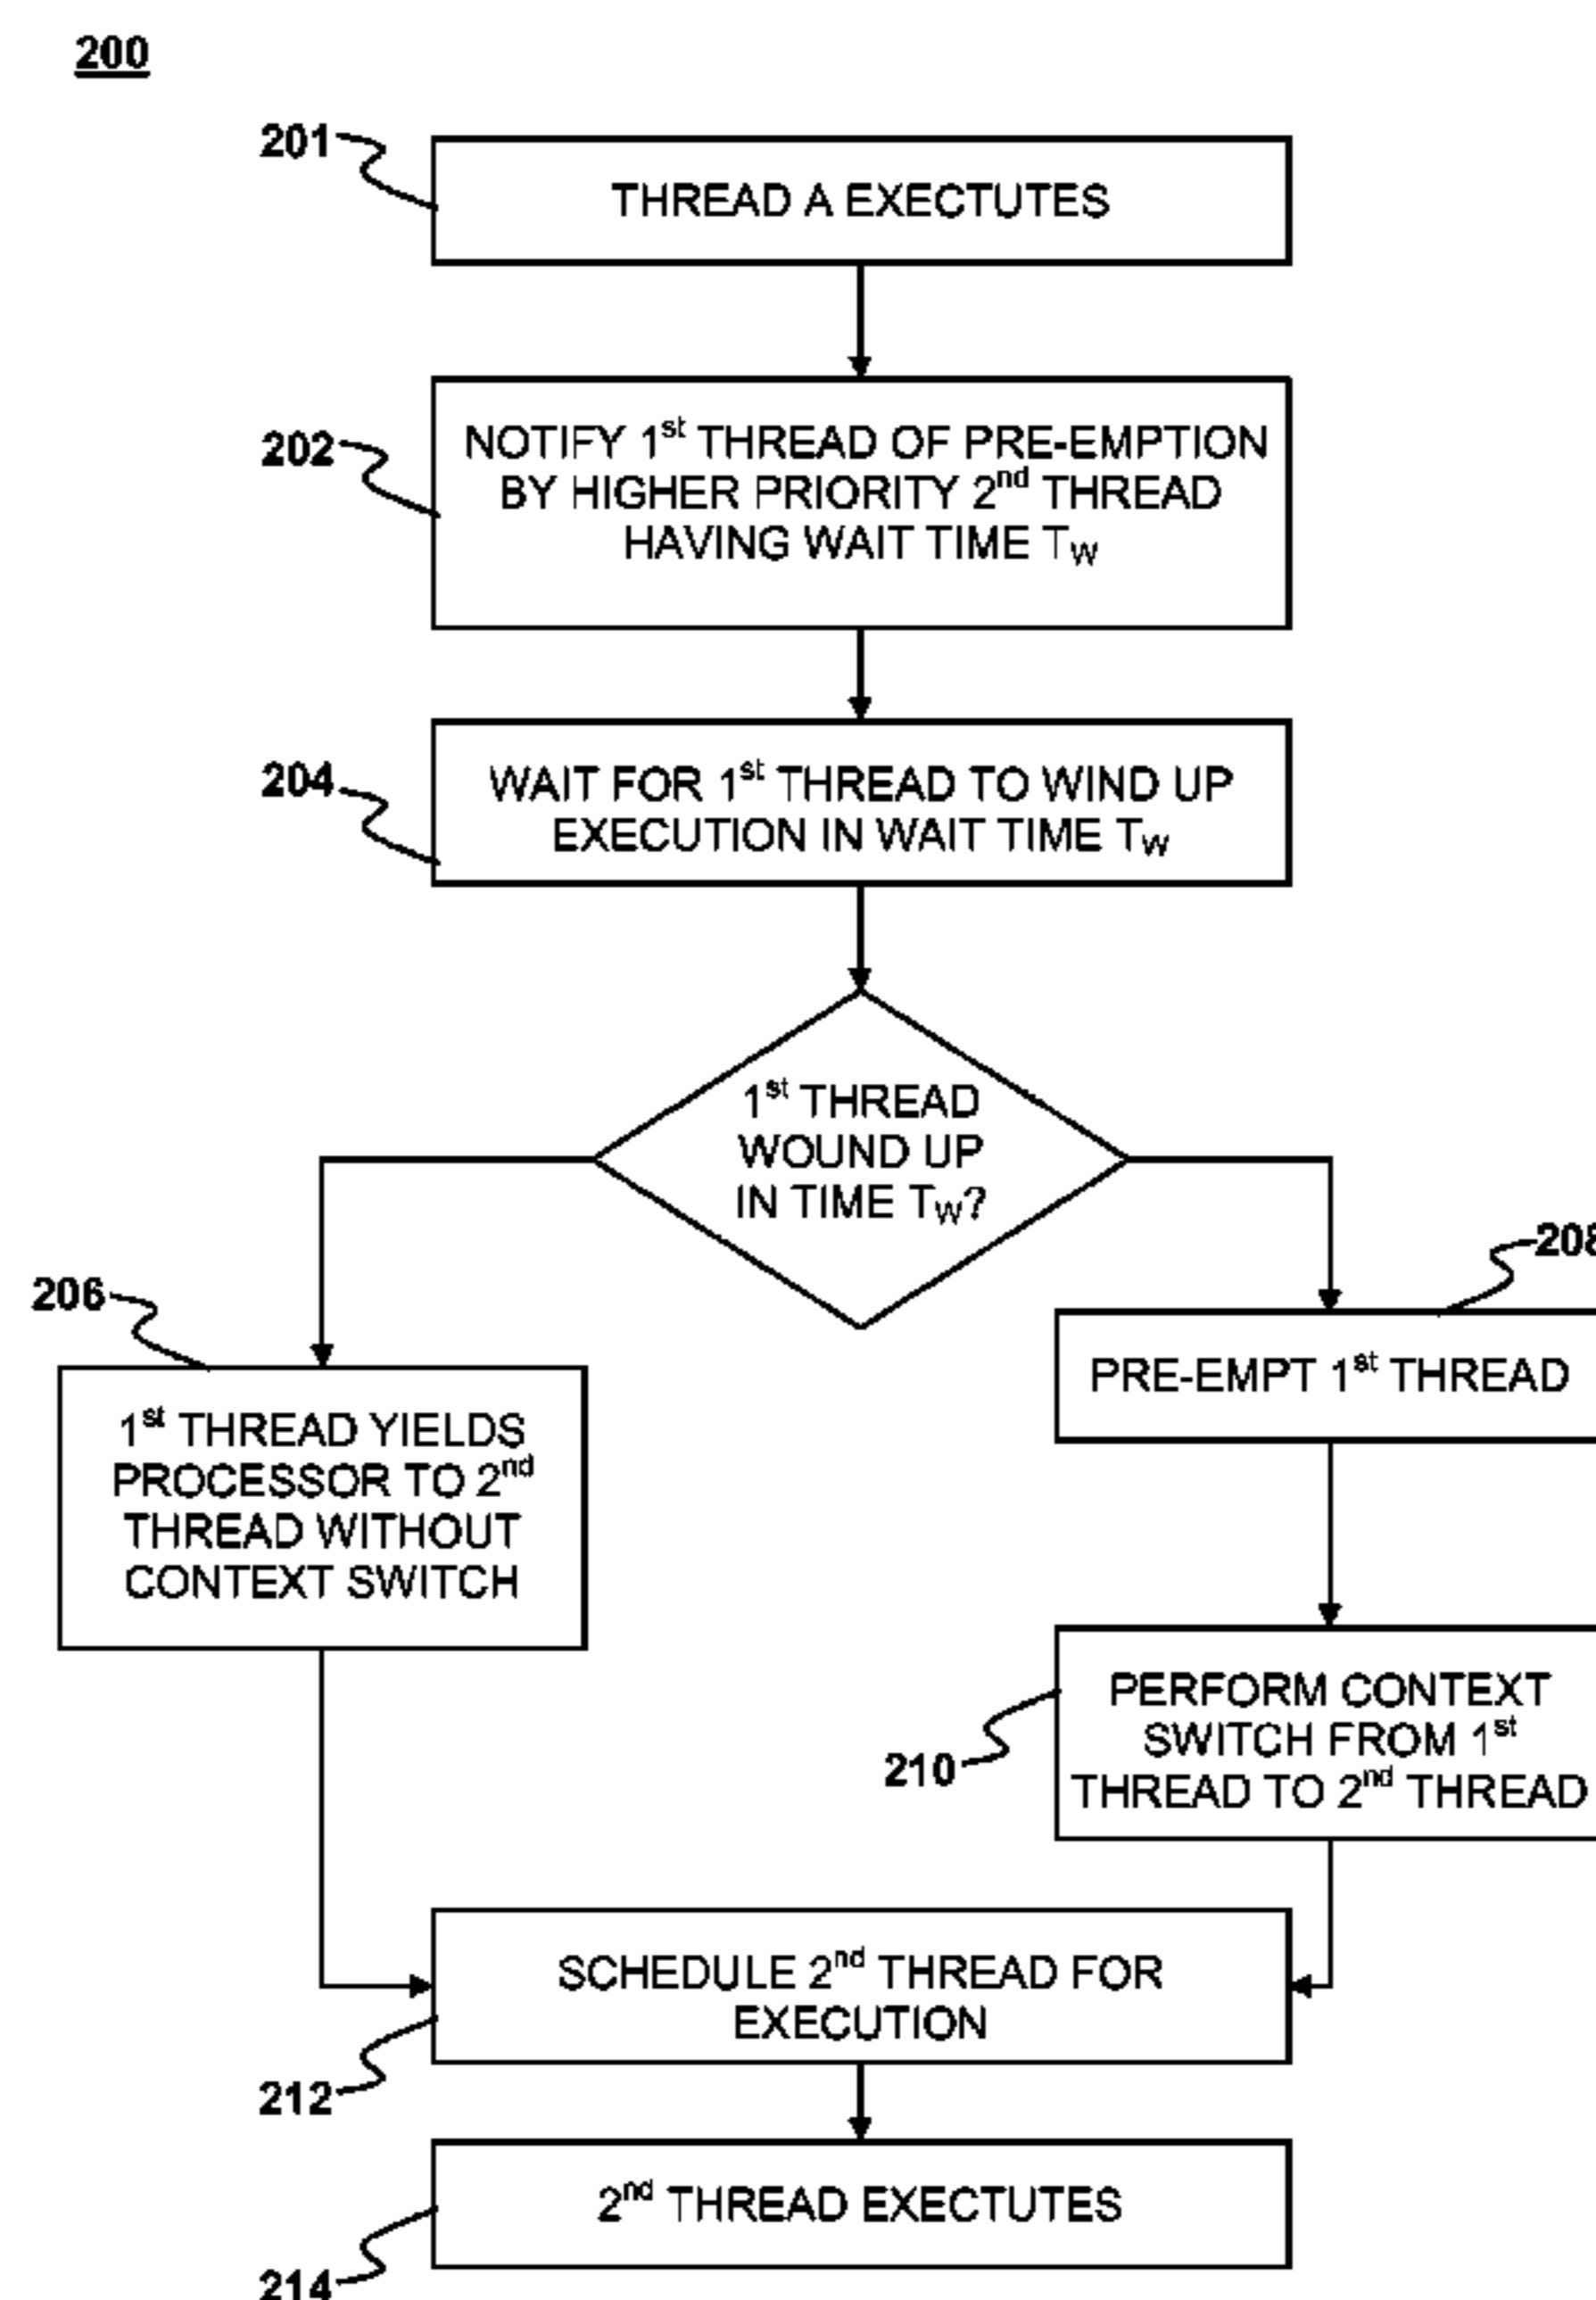 200
201
THREAD A EXECTUTES
202
NOTIFY 1st THREAD OF PRE-EMPTION
BY HIGHER PRIORITY 2nd THREAD
HAVING WAIT TIME TW
204
WAIT FOR 1st THREAD TO WIND UP
EXECUTION IN WAIT TIME TW
1st THREAD
WOUND UP
IN TIME TW?
206
1st THREAD YIELDS
PROCESSOR TO 2nd
THREAD WITHOUT
CONTEXT SWITCH
208
PRE-EMPT 1st THREAD
210
PERFORM CONTEXT
SWITCH FROM 1st
THREAD TO 2nd THREAD
212
SCHEDULE 2nd THREAD FOR
EXECUTION
214
2nd THREAD EXECTUTES